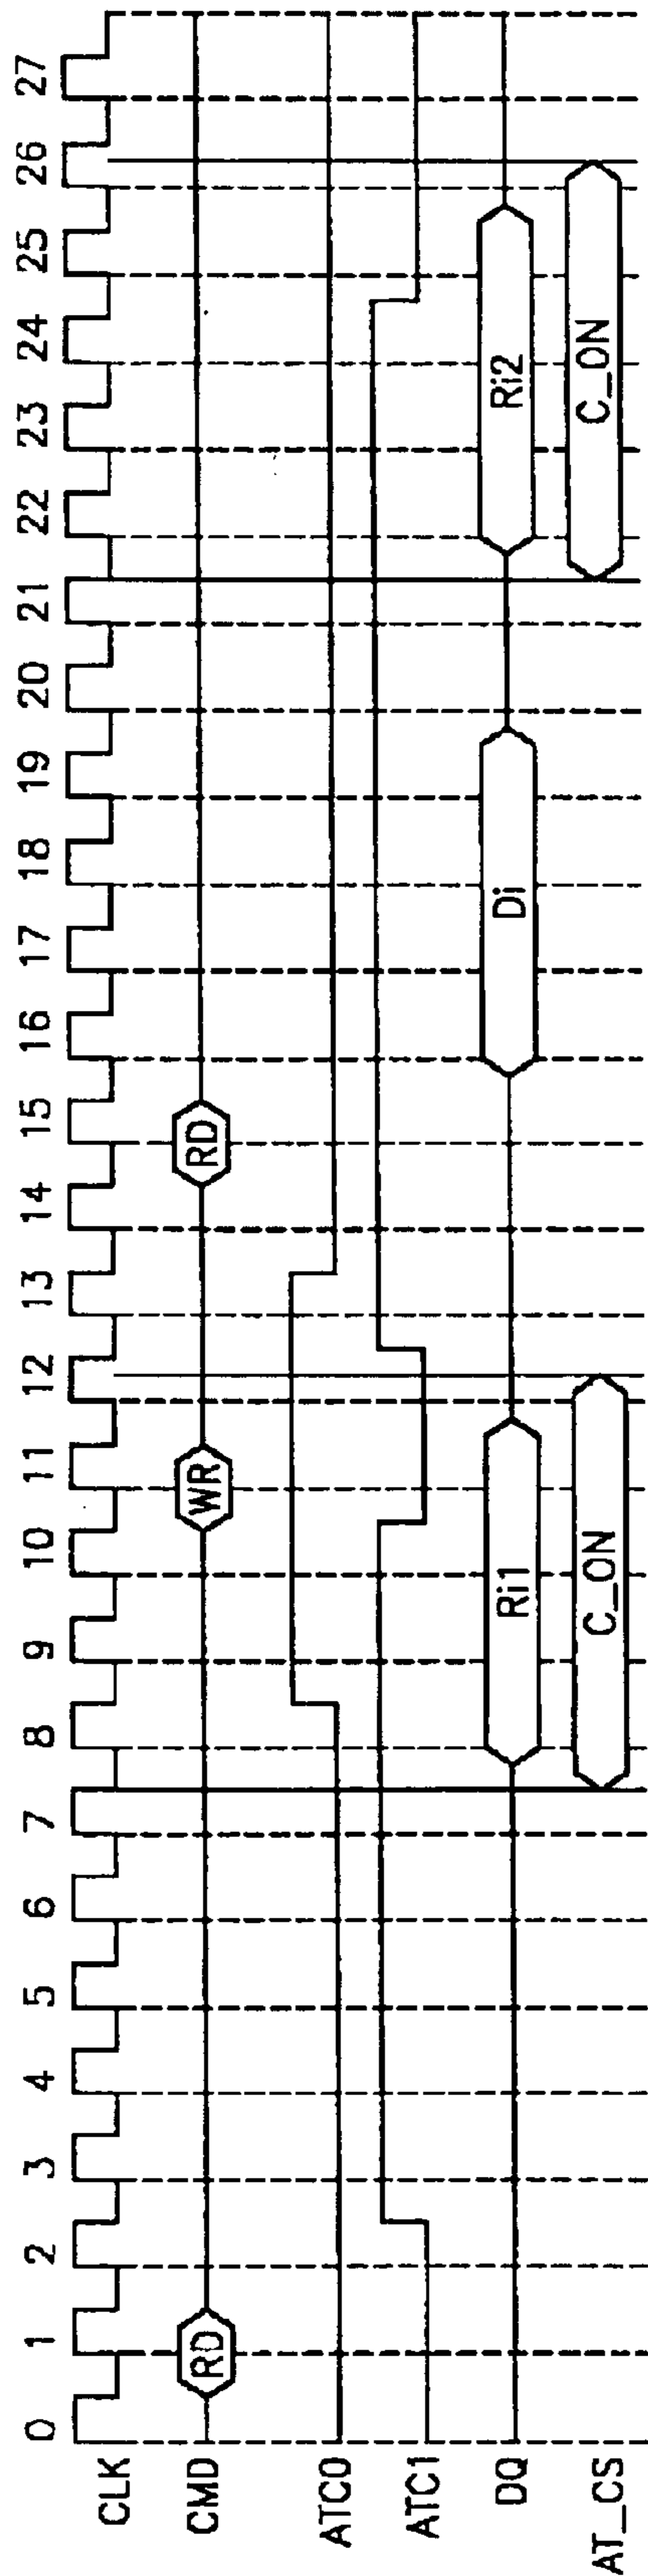 0 1 2 3 4 5 6 7 8 9 10 11 12 13 14 15 16 17 18 19 20 21 22 23 24 25 26 27
CLK
CMD RD WR RD
ATC0
ATC1
DQ Ri1 Di Ri2
AT_CS C_ON C_ON